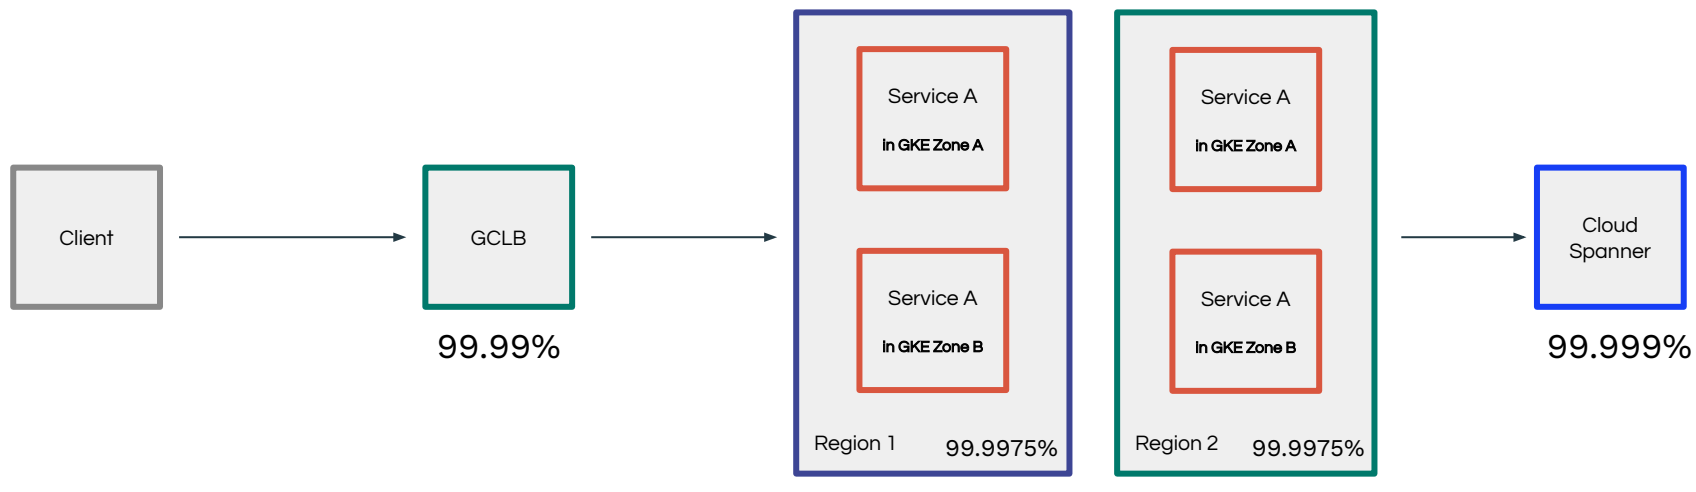 Client
GCLB
99.99%
Service A
in GKE Zone A
Service A
in GKE Zone B
Region 1
99.9975%
Service A
in GKE Zone A
Service A
in GKE Zone B
Region 2
99.9975%
Cloud
Spanner
99.999%